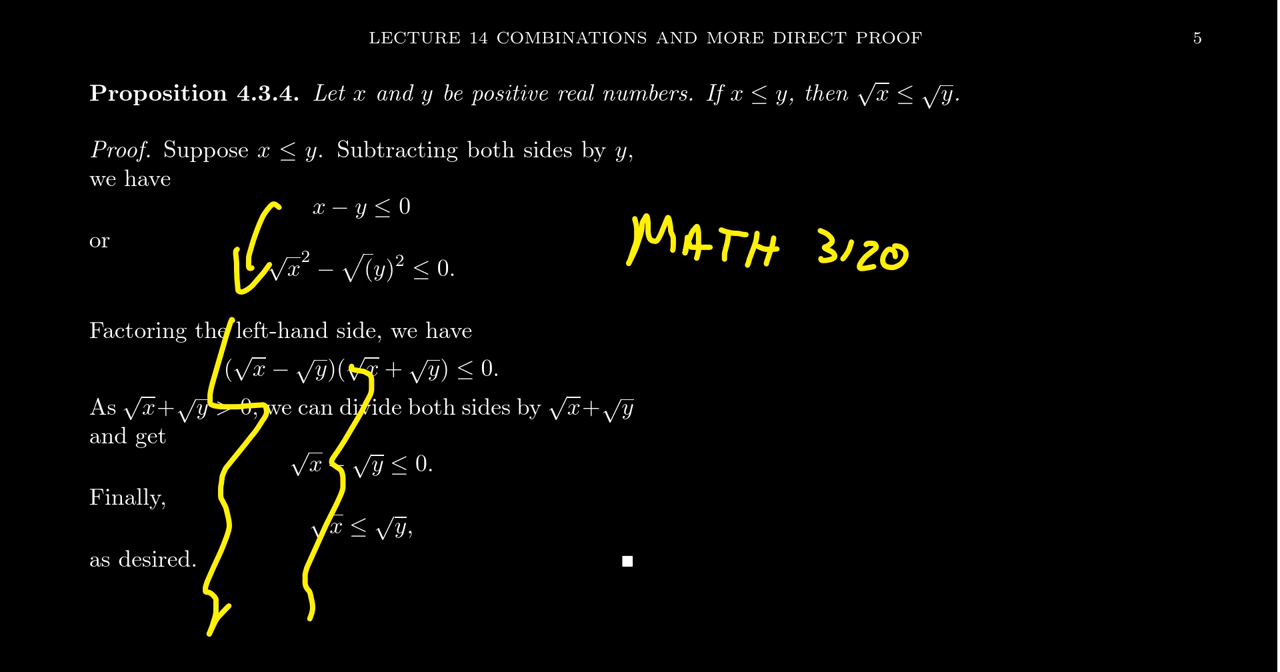 LECTURE 14 COMBINATIONS AND MORE DIRECT PROOF 5
Proposition 4.3.4. Let x and y be positive real numbers. If x ≤ y, then √x ≤ √y.
Proof. Suppose x ≤ y. Subtracting both sides by y,
we have
x − y ≤ 0
or
√x² − √(y)² ≤ 0.
MATH 3120
Factoring the left-hand side, we have
(√x − √y)(√x + √y) ≤ 0.
As √x+√y > 0, we can divide both sides by √x+√y
and get
√x − √y ≤ 0.
Finally,
√x ≤ √y,
as desired. ■